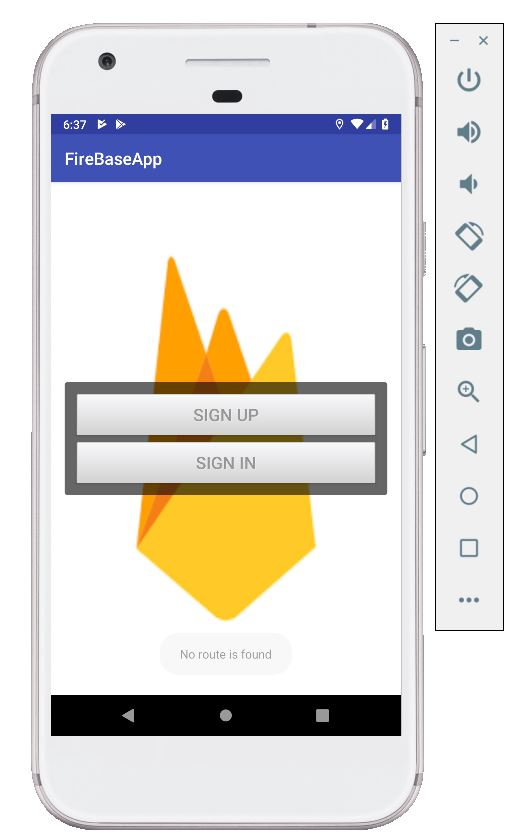 6:37
FireBaseApp
SIGN UP
SIGN IN
No route is found